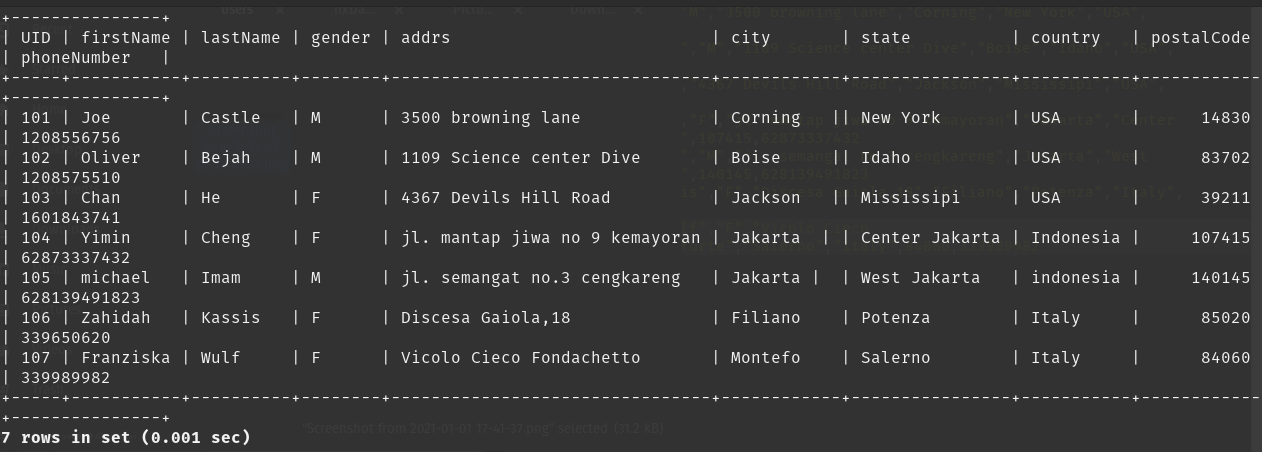 +---------------+
| UID | firstName | lastName | gender | addrs                          | city       | state          | country   | postalCode
| phoneNumber   |
+-----+-----------+----------+--------+--------------------------------+------------+----------------+-----------+------------
+---------------+
| 101 | Joe       | Castle   | M      | 3500 browning lane             | Corning   || New York       | USA       |      14830
| 1208556756
| 102 | Oliver    | Bejah    | M      | 1109 Science center Dive       | Boise     || Idaho          | USA       |      83702
| 1208575510
| 103 | Chan      | He       | F      | 4367 Devils Hill Road          | Jackson   || Mississipi     | USA       |      39211
| 1601843741
| 104 | Yimin     | Cheng    | F      | jl. mantap jiwa no 9 kemayoran | Jakarta  | | Center Jakarta | Indonesia |     107415
| 62873337432
| 105 | michael   | Imam     | M      | jl. semangat no.3 cengkareng   | Jakarta |  | West Jakarta   | indonesia |     140145
| 628139491823
| 106 | Zahidah   | Kassis   | F      | Discesa Gaiola,18              | Filiano    | Potenza        | Italy     |      85020
| 339650620
| 107 | Franziska | Wulf     | F      | Vicolo Cieco Fondachetto       | Montefo    | Salerno        | Italy     |      84060
| 339989982
+-----+-----------+----------+--------+--------------------------------+------------+----------------+-----------+------------
+---------------+
"Screenshot from 2021-01-01 17-41-37.png" selected (31.2 KB)
7 rows in set (0.001 sec)